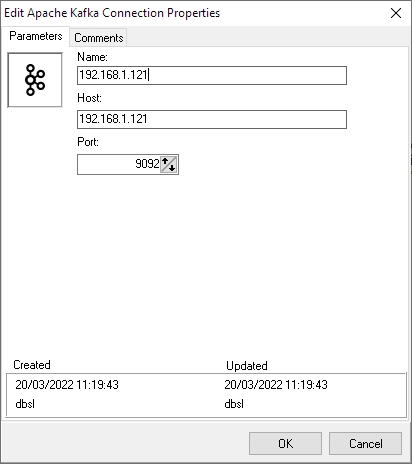 Edit Apache Kafka Connection Properties
Parameters Comments
Name:
192.168.1.121
Host:
192.168.1.121
Port:
9092
Created Updated
20/03/2022 11:19:43 20/03/2022 11:19:43
dbsl dbsl
OK Cancel